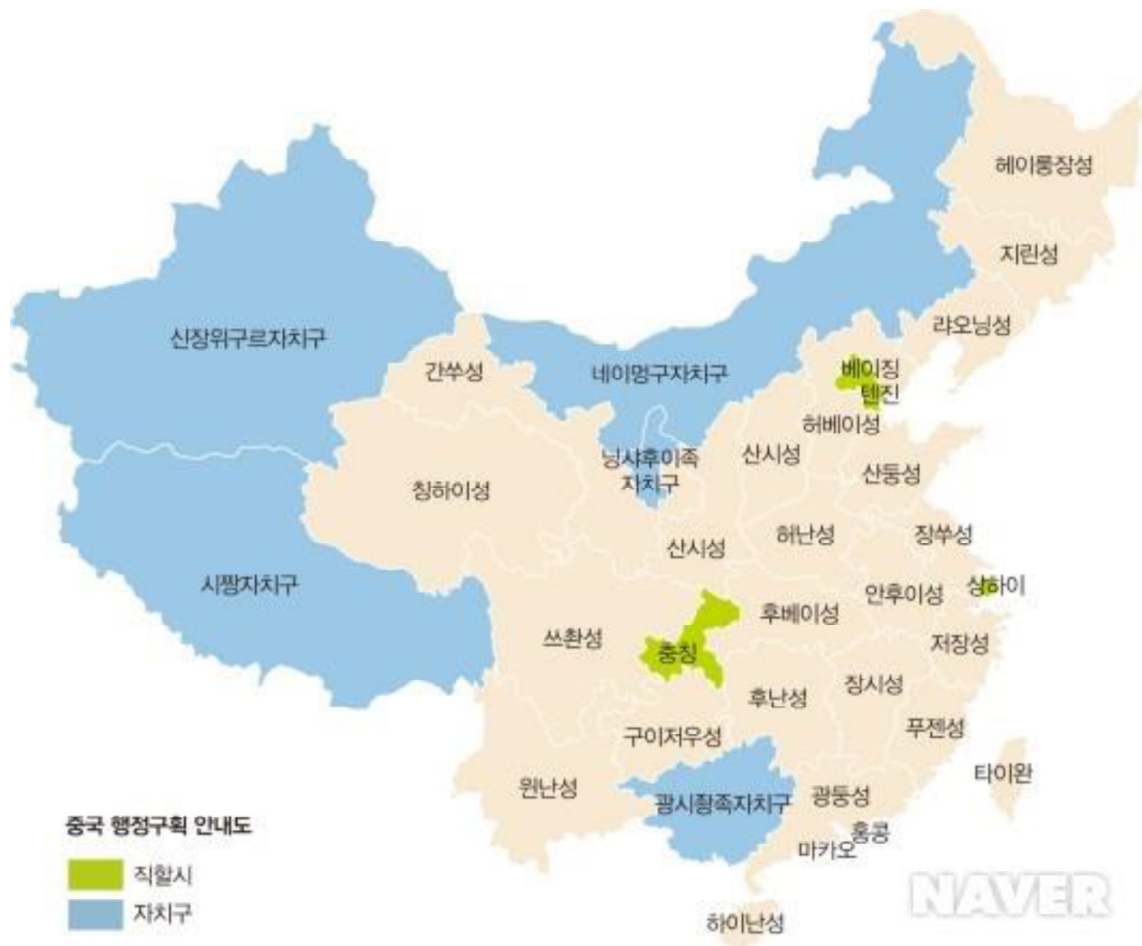 헤이룽장성
지린성
랴오닝성
신장위구르자치구
간쑤성
네이멍구자치구
베이징
톈진
허베이성
산시성
닝샤후이족
자치구
산둥성
칭하이성
산시성
허난성
장쑤성
시짱자치구
안후이성
상하이
후베이성
쓰촨성
충칭
저장성
장시성
후난성
푸젠성
구이저우성
타이완
윈난성
광시좡족자치구
광둥성
홍콩
마카오
하이난성
중국 행정구획 안내도
직할시
자치구
NAVER